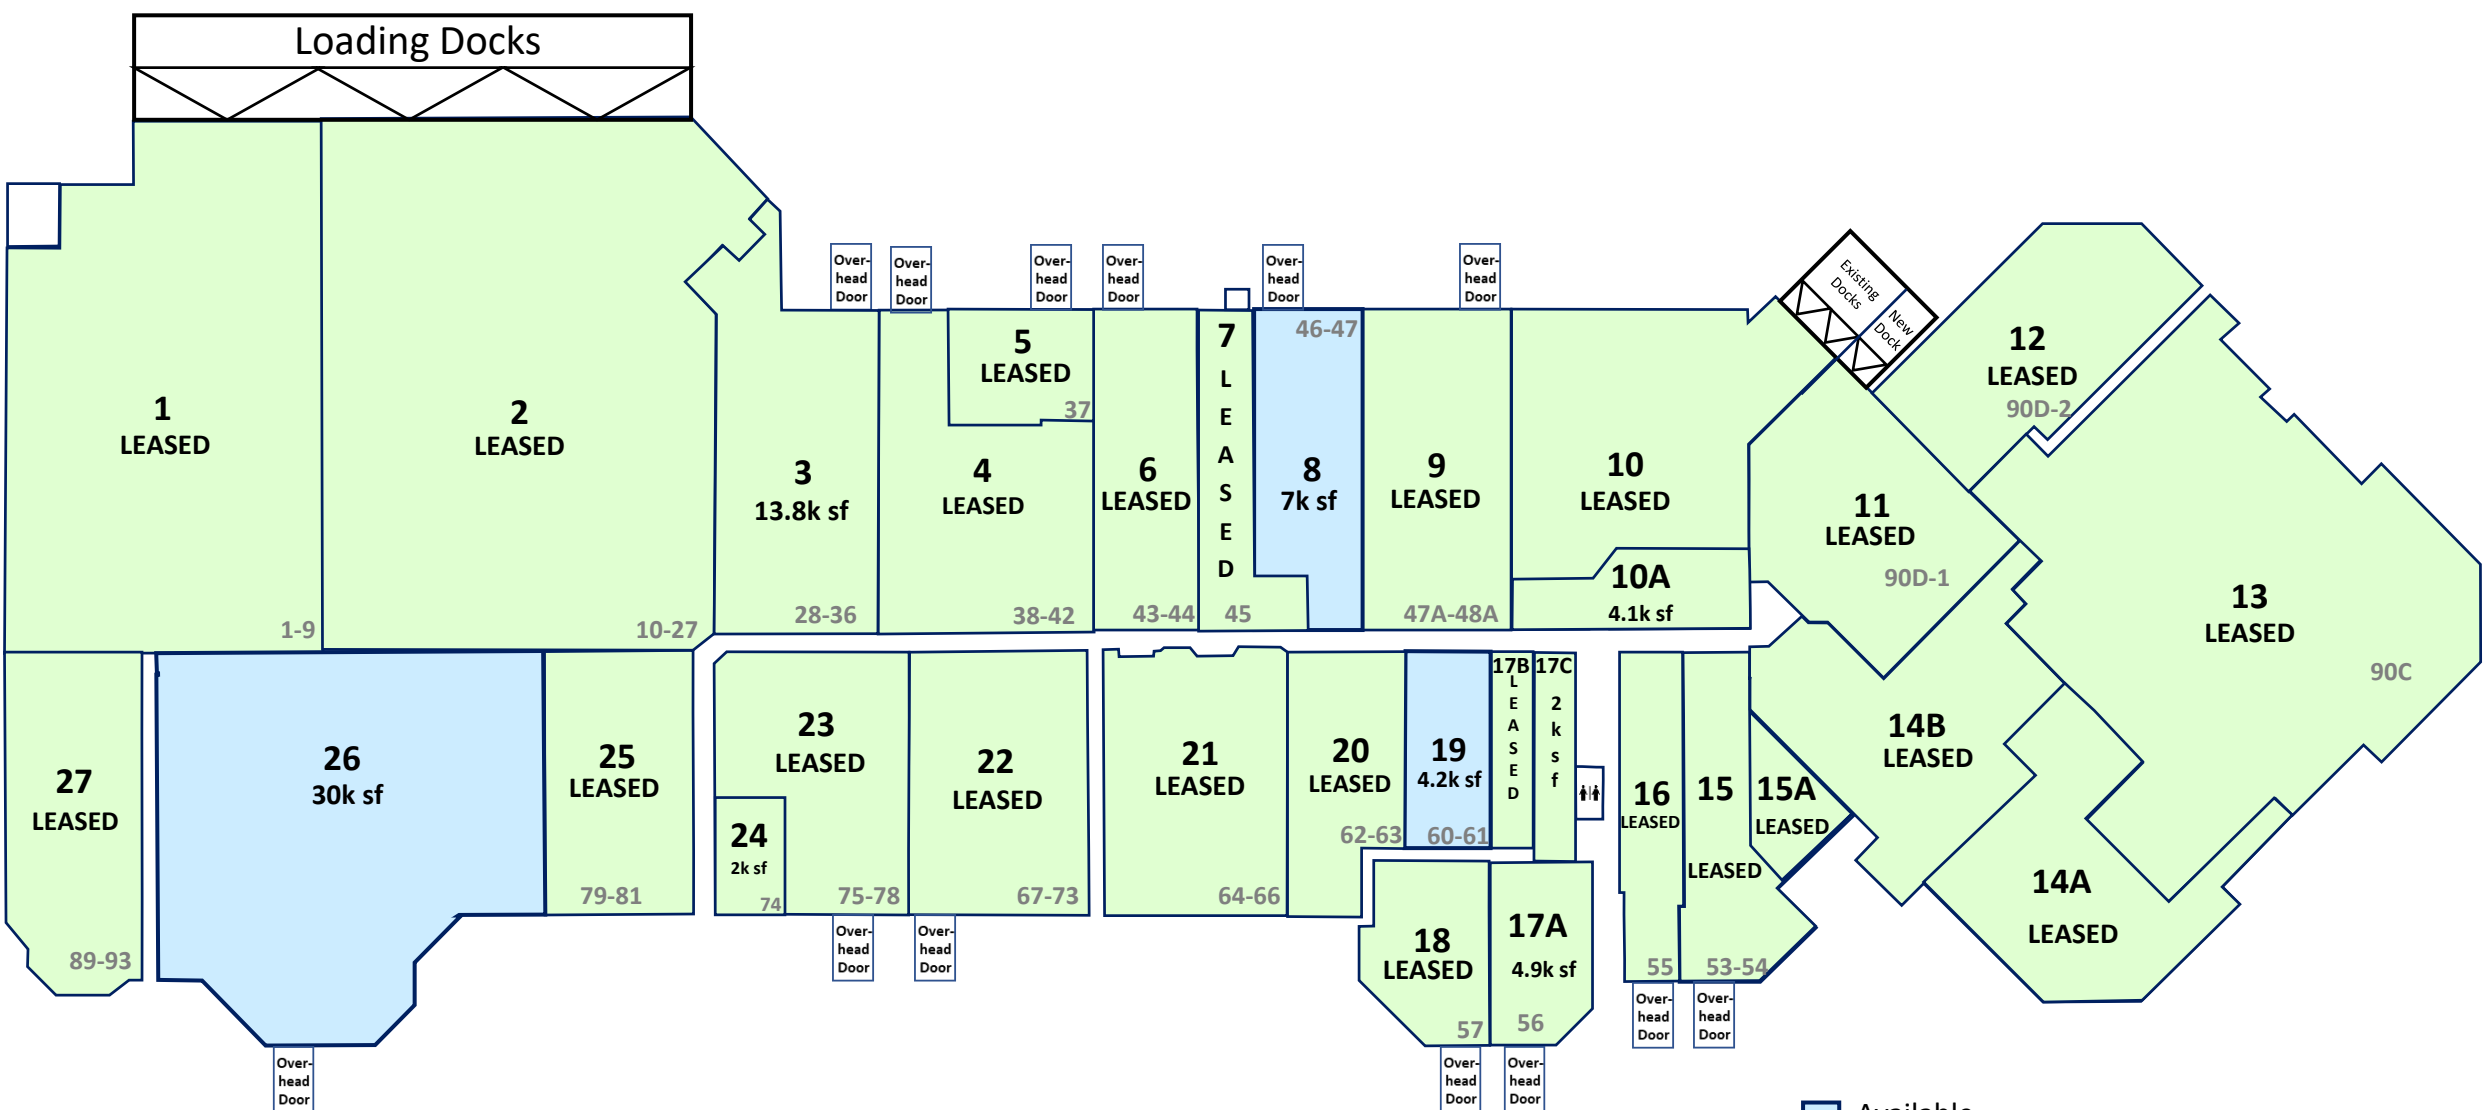 Loading Docks
Over-
head
Door
Over-
head
Door
Over-
head
Door
Over-
head
Door
Over-
head
Door
Over-
head
Door
Existing
Docks
New
Dock
1
LEASED
1-9
2
LEASED
10-27
3
13.8k sf
28-36
4
LEASED
38-42
5
LEASED
37
6
LEASED
43-44
7
L
E
A
S
E
D
45
46-47
8
7k sf
9
LEASED
47A-48A
10
LEASED
10A
4.1k sf
11
LEASED
90D-1
12
LEASED
90D-2
13
LEASED
90C
27
LEASED
89-93
26
30k sf
25
LEASED
79-81
23
LEASED
75-78
24
2k sf
74
22
LEASED
67-73
21
LEASED
64-66
20
LEASED
62-63
19
4.2k sf
60-61
17B
L
E
A
S
E
D
17C
2
k
s
f
18
LEASED
57
17A
4.9k sf
56
16
LEASED
55
15
LEASED
53-54
15A
LEASED
14B
LEASED
14A
LEASED
Over-
head
Door
Over-
head
Door
Over-
head
Door
Over-
head
Door
Over-
head
Door
Over-
head
Door
Over-
head
Door
Available